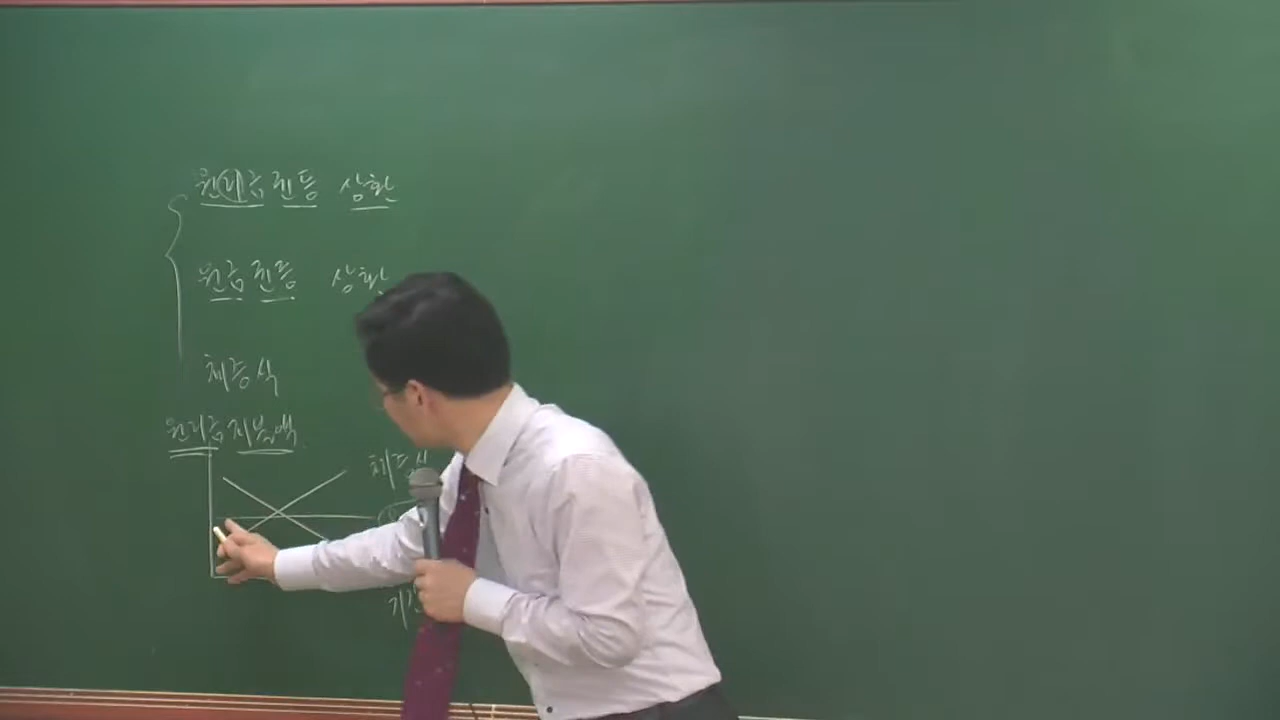 원리금 균등 상환
원금 균등 상환
체증식
원리금 지불액
체증식